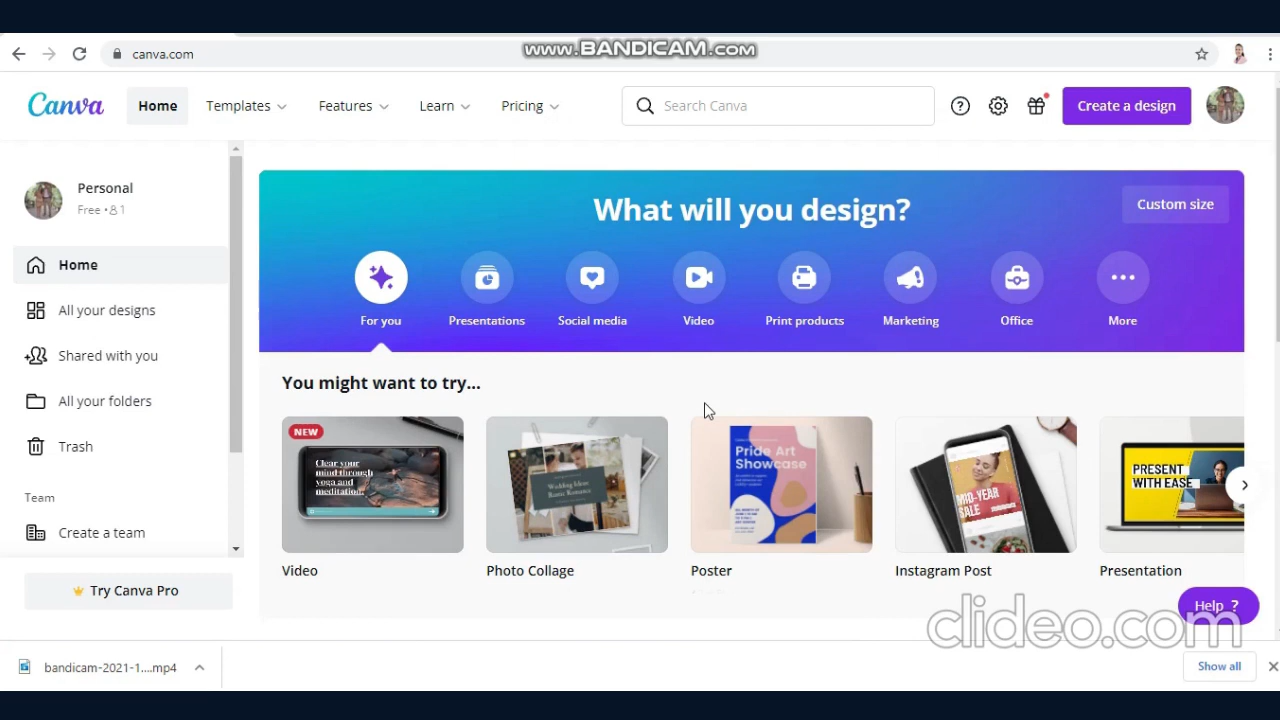 canva.com
www.BANDICAM.com
Canva
Home
Templates
Features
Learn
Pricing
Search Canva
Create a design
Personal
Free • 1
Home
All your designs
Shared with you
All your folders
Trash
Team
Create a team
Try Canva Pro
What will you design?
Custom size
For you
Presentations
Social media
Video
Print products
Marketing
Office
More
You might want to try...
NEW
Clear your
mind through
yoga and
meditation.
Pride Art
Showcase
MID-YEAR
SALE
PRESENT
WITH EASE
Video
Photo Collage
Poster
Instagram Post
Presentation
Help ?
clideo.com
bandicam-2021-1....mp4
Show all